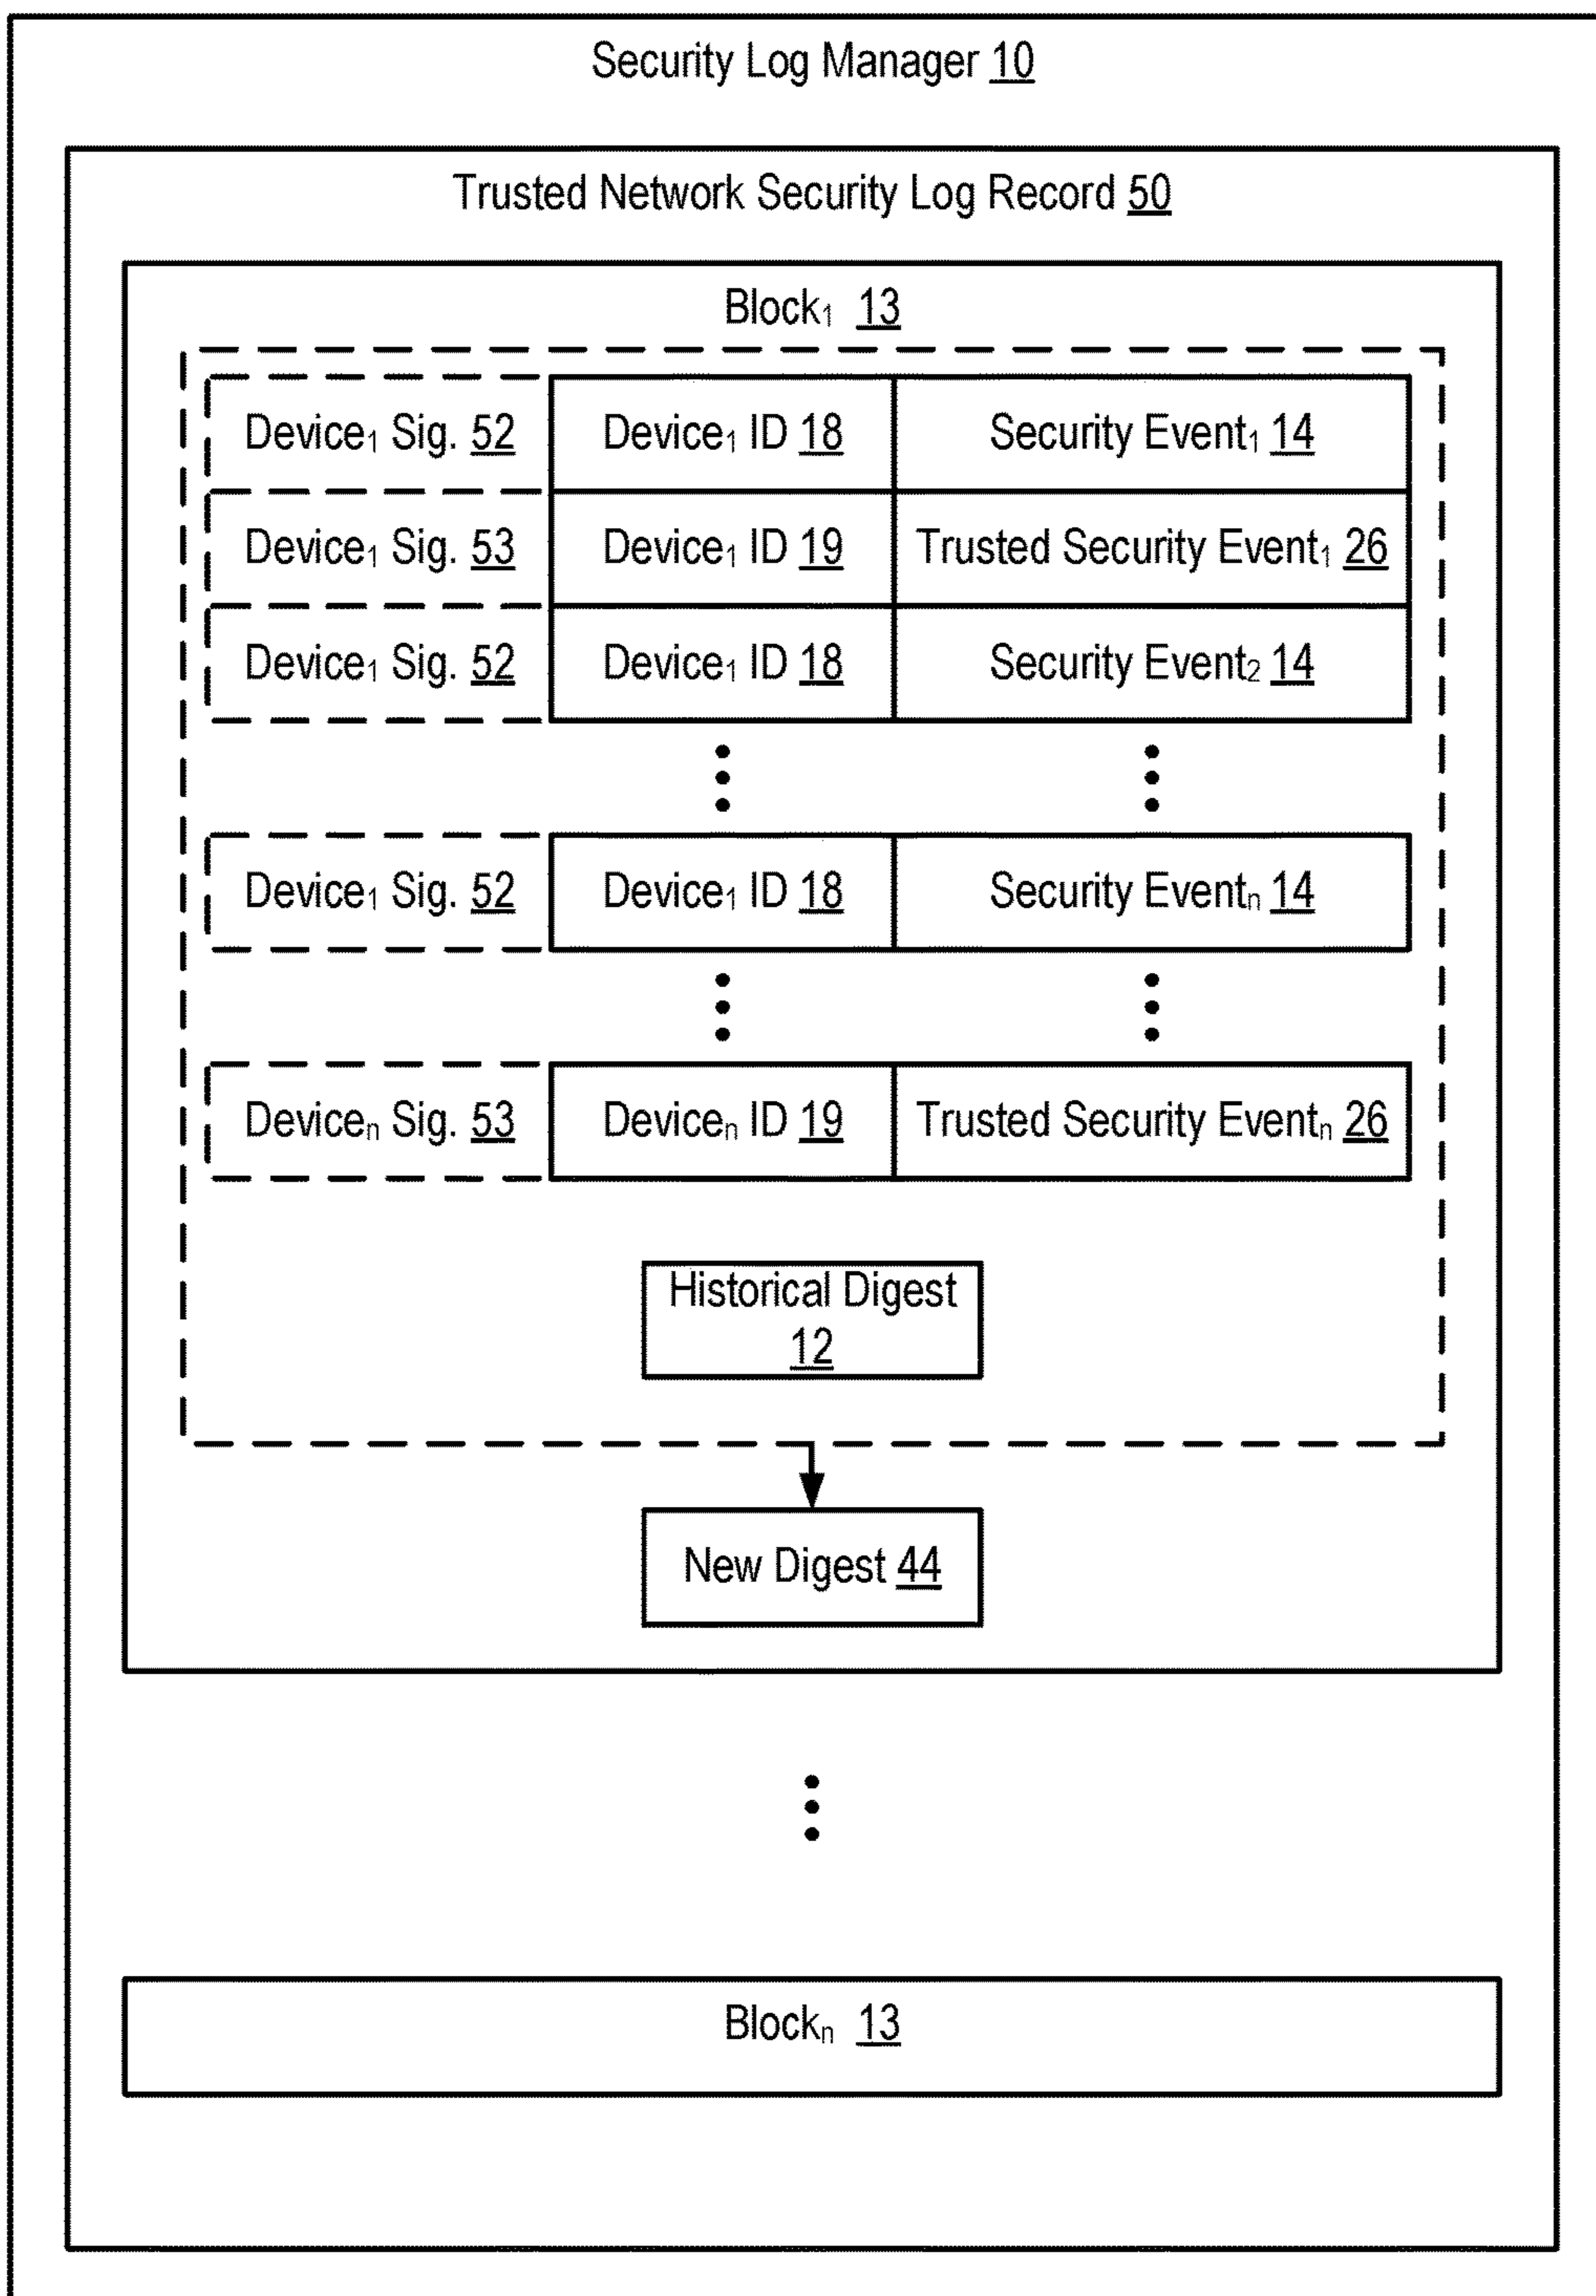 Security Log Manager 10
Trusted Network Security Log Record 50
Block₁ 13
Device₁ Sig. 52 Device₁ ID 18 Security Event₁ 14
Device₁ Sig. 53 Device₁ ID 19 Trusted Security Event₁ 26
Device₁ Sig. 52 Device₁ ID 18 Security Event₂ 14
Device₁ Sig. 52 Device₁ ID 18 Security Eventₙ 14
Deviceₙ Sig. 53 Deviceₙ ID 19 Trusted Security Eventₙ 26
Historical Digest
12
New Digest 44
Blockₙ 13